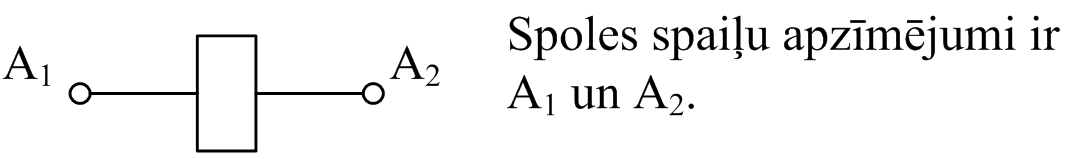 A₁
A₂
Spoles spaiļu apzīmējumi ir
A₁ un A₂.